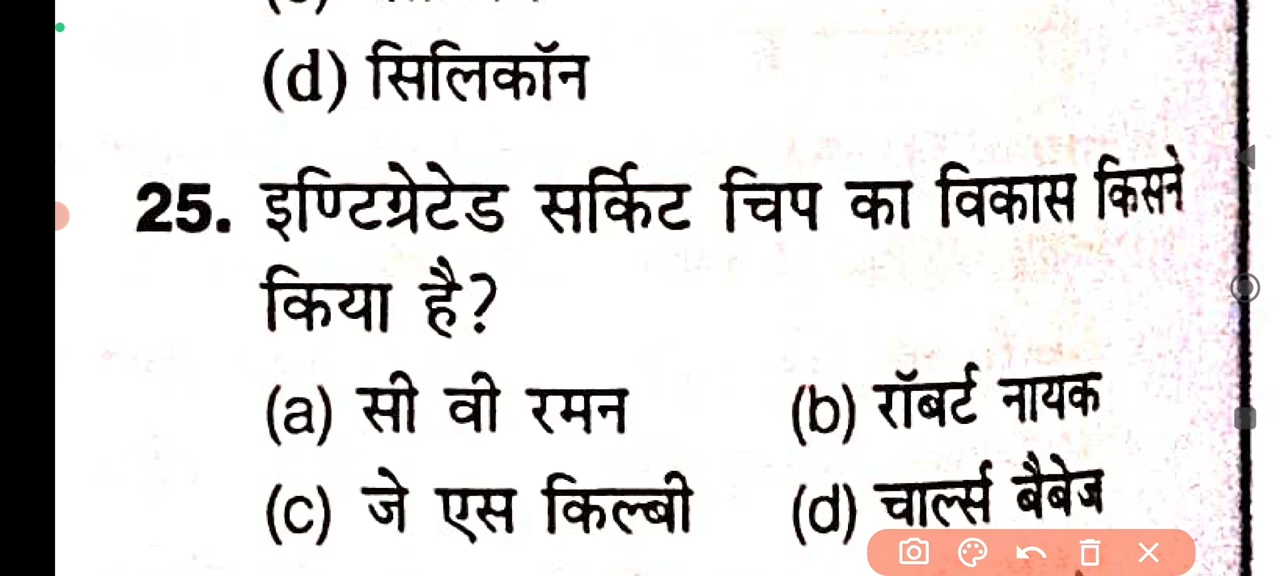 (d) सिलिकॉन
25. इण्टिग्रेटेड सर्किट चिप का विकास किसने
किया है?
(a) सी वी रमन (b) रॉबर्ट नायक
(c) जे एस किल्बी (d) चार्ल्स बैबेज